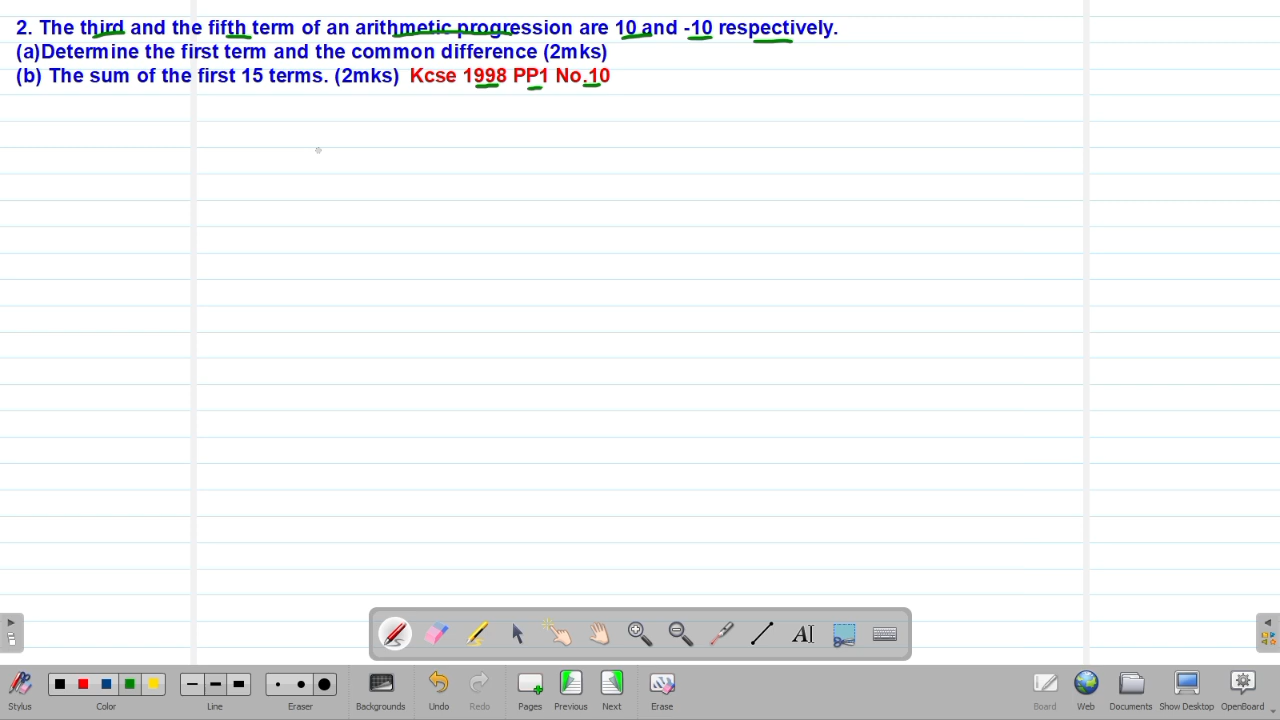 2. The third and the fifth term of an arithmetic progression are 10 and -10 respectively.
(a)Determine the first term and the common difference (2mks)
(b) The sum of the first 15 terms. (2mks) Kcse 1998 PP1 No.10
AI
Stylus
Color
Line
Eraser
Backgrounds
Undo
Redo
Pages
Previous
Next
Erase
Board
Web
Documents
Show Desktop
OpenBoard